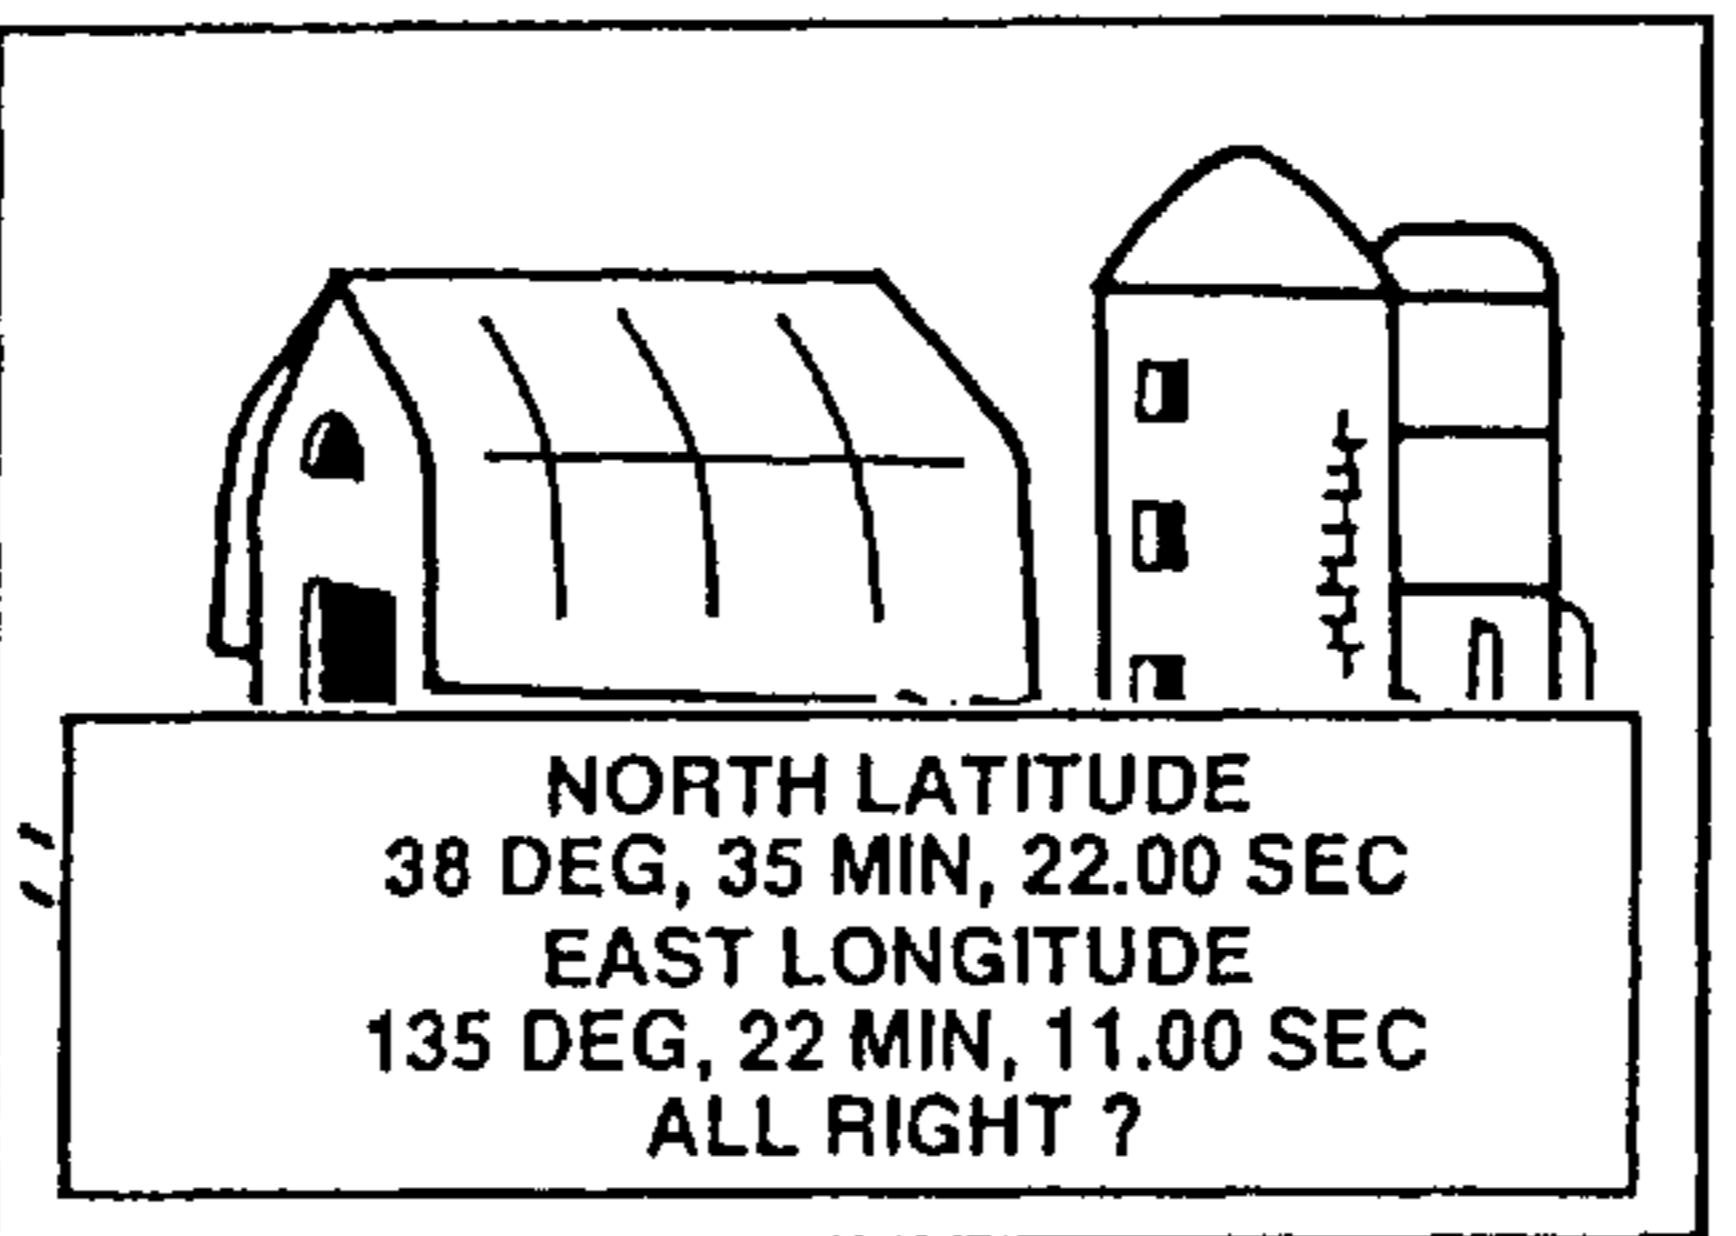 NORTH LATITUDE
38 DEG, 35 MIN, 22.00 SEC
EAST LONGITUDE
135 DEG, 22 MIN, 11.00 SEC
ALL RIGHT ?